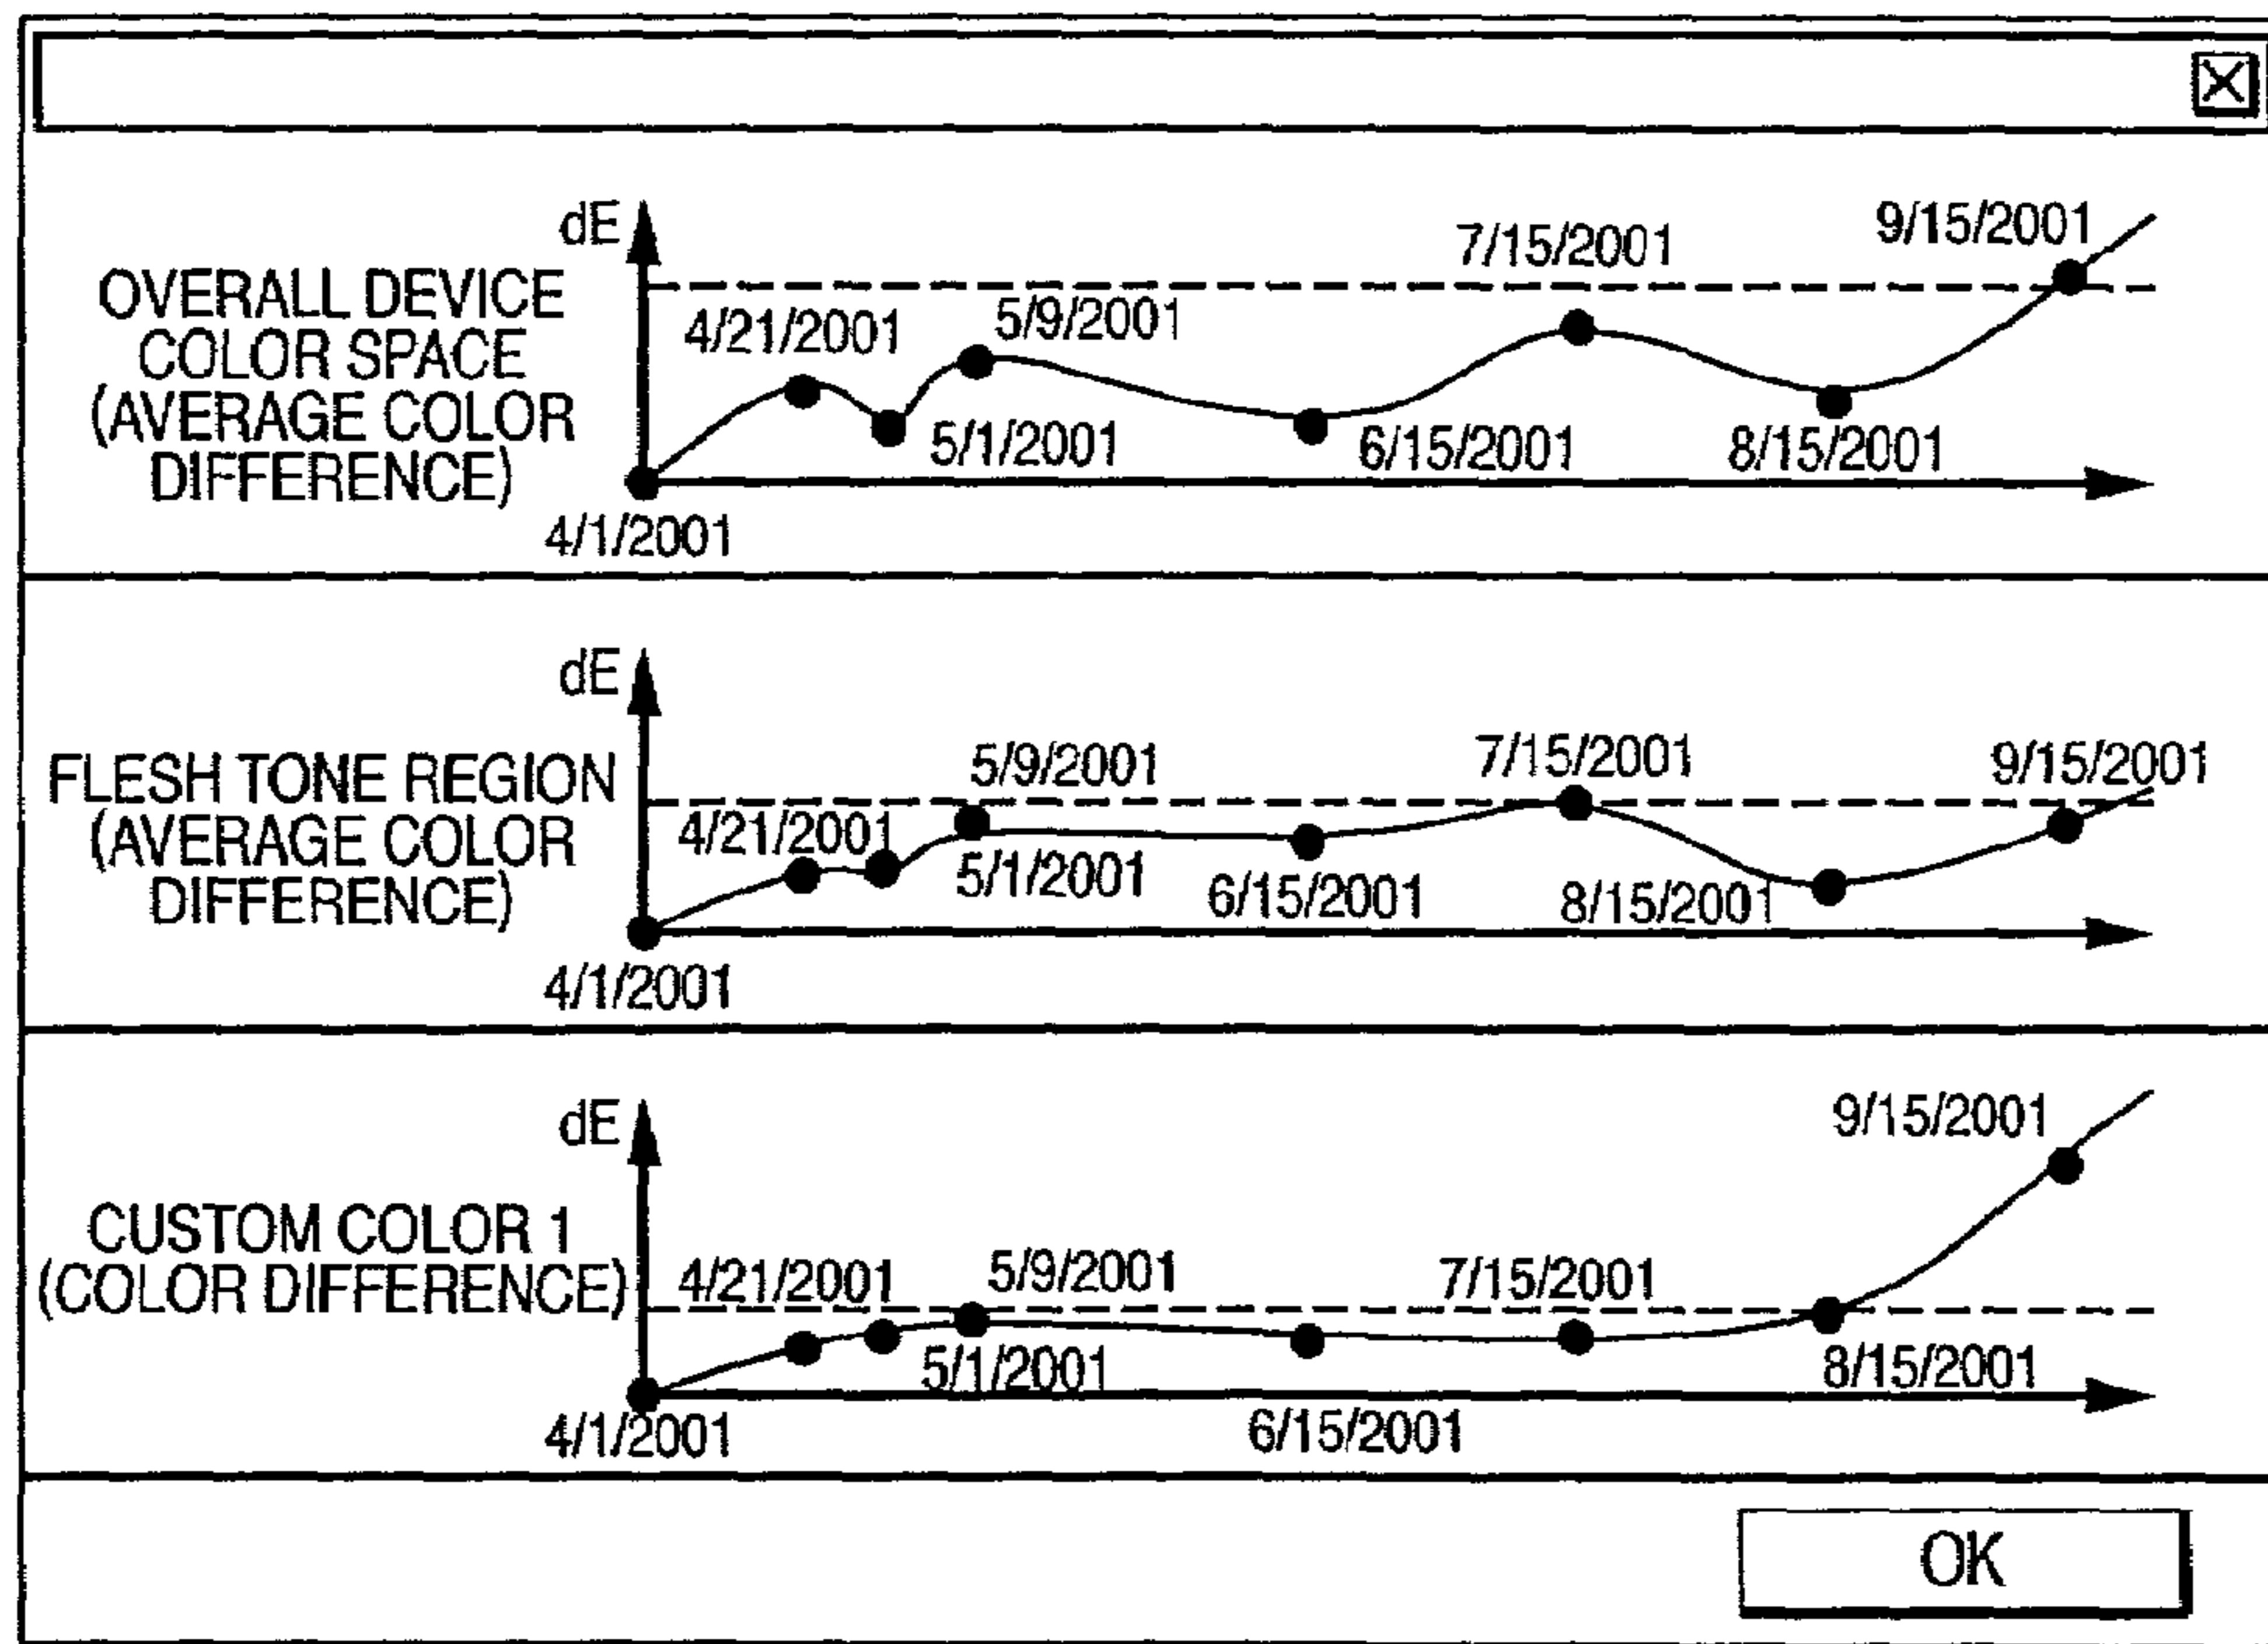 dE
OVERALL DEVICE
COLOR SPACE
(AVERAGE COLOR
DIFFERENCE)
4/21/2001
5/9/2001
7/15/2001
9/15/2001
5/1/2001
6/15/2001
8/15/2001
4/1/2001
dE
FLESH TONE REGION
(AVERAGE COLOR
DIFFERENCE)
5/9/2001
7/15/2001
9/15/2001
4/21/2001
5/1/2001
6/15/2001
8/15/2001
4/1/2001
dE
CUSTOM COLOR 1
(COLOR DIFFERENCE)
9/15/2001
4/21/2001
5/9/2001
7/15/2001
5/1/2001
8/15/2001
4/1/2001
6/15/2001
OK